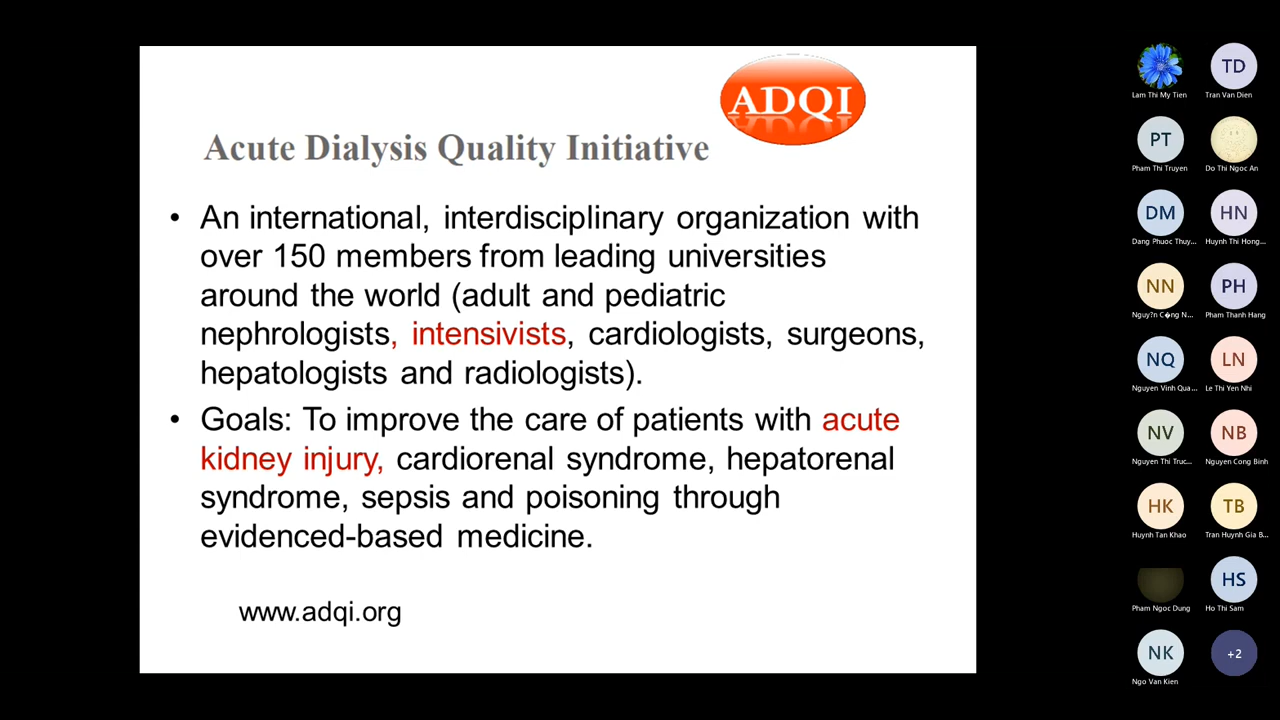 ADQI
Acute Dialysis Quality Initiative
• An international, interdisciplinary organization with
over 150 members from leading universities
around the world (adult and pediatric
nephrologists, intensivists, cardiologists, surgeons,
hepatologists and radiologists).
• Goals: To improve the care of patients with acute
kidney injury, cardiorenal syndrome, hepatorenal
syndrome, sepsis and poisoning through
evidenced-based medicine.
www.adqi.org
TD
Lam Thi My Tien
Tran Van Dien
PT
Pham Thi Truyen
Do Thi Ngoc An
DM
HN
Dang Phuoc Thuy...
Huynh Thi Hong...
NN
PH
Nguy?n C�ng N...
Pham Thanh Hang
NQ
LN
Nguyen Vinh Qua...
Le Thi Yen Nhi
NV
NB
Nguyen Thi Truc...
Nguyen Cong Binh
HK
TB
Huynh Tan Khao
Tran Huynh Gia B...
HS
Pham Ngoc Dung
Ho Thi Sam
NK
+2
Ngo Van Kien